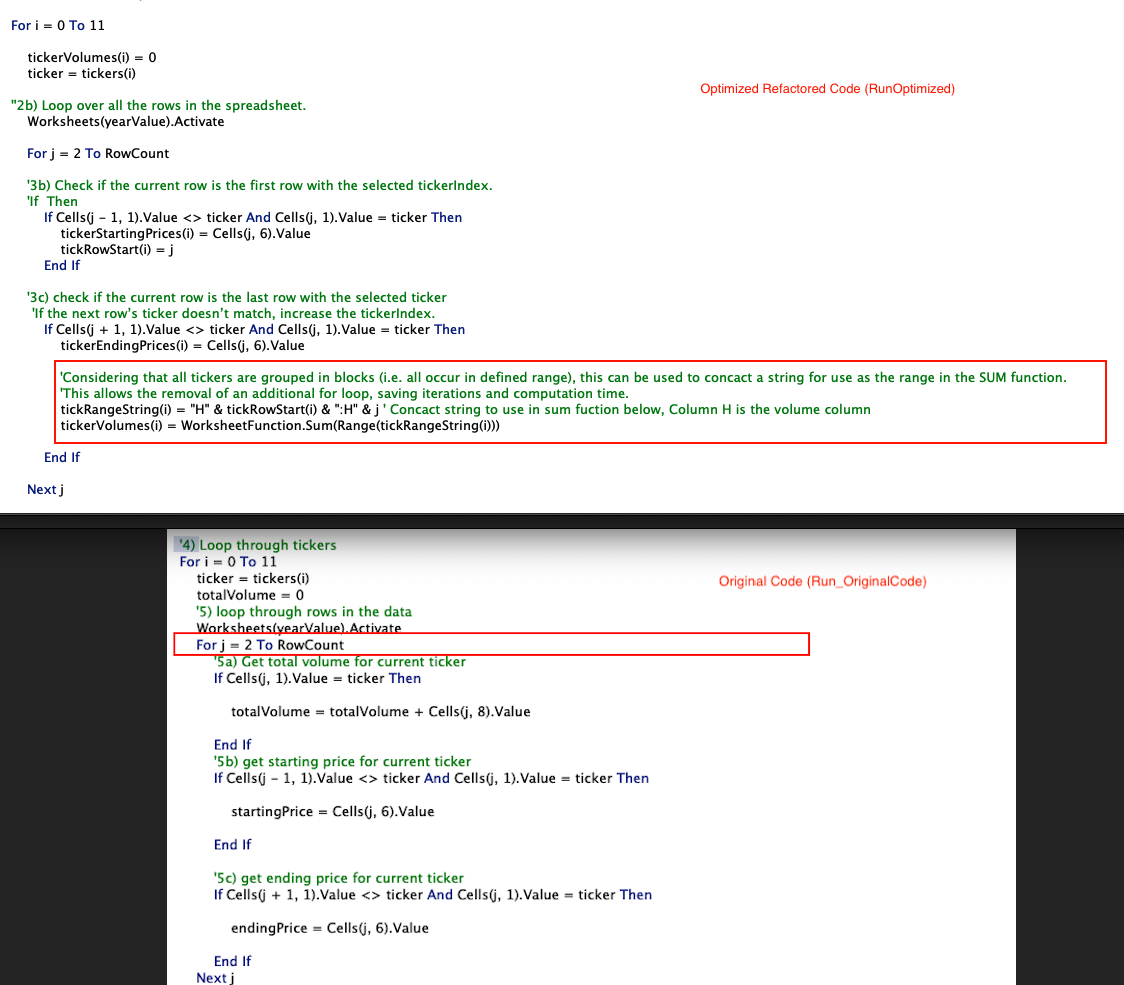 For i = 0 To 11
tickerVolumes(i) = 0
ticker = tickers(i)
Optimized Refactored Code (RunOptimized)
''2b) Loop over all the rows in the spreadsheet.
Worksheets(yearValue).Activate
For j = 2 To RowCount
'3b) Check if the current row is the first row with the selected tickerIndex.
'If  Then
If Cells(j - 1, 1).Value <> ticker And Cells(j, 1).Value = ticker Then
tickerStartingPrices(i) = Cells(j, 6).Value
tickRowStart(i) = j
End If
'3c) check if the current row is the last row with the selected ticker
'If the next row's ticker doesn't match, increase the tickerIndex.
If Cells(j + 1, 1).Value <> ticker And Cells(j, 1).Value = ticker Then
tickerEndingPrices(i) = Cells(j, 6).Value
'Considering that all tickers are grouped in blocks (i.e. all occur in defined range), this can be used to concact a string for use as the range in the SUM function.
'This allows the removal of an additional for loop, saving iterations and computation time.
tickRangeString(i) = "H" & tickRowStart(i) & ":H" & j ' Concact string to use in sum fuction below, Column H is the volume column
tickerVolumes(i) = WorksheetFunction.Sum(Range(tickRangeString(i)))
End If
Next j
'4) Loop through tickers
For i = 0 To 11
ticker = tickers(i)
Original Code (Run_OriginalCode)
totalVolume = 0
'5) loop through rows in the data
Worksheets(yearValue).Activate
For j = 2 To RowCount
'5a) Get total volume for current ticker
If Cells(j, 1).Value = ticker Then
totalVolume = totalVolume + Cells(j, 8).Value
End If
'5b) get starting price for current ticker
If Cells(j - 1, 1).Value <> ticker And Cells(j, 1).Value = ticker Then
startingPrice = Cells(j, 6).Value
End If
'5c) get ending price for current ticker
If Cells(j + 1, 1).Value <> ticker And Cells(j, 1).Value = ticker Then
endingPrice = Cells(j, 6).Value
End If
Next j